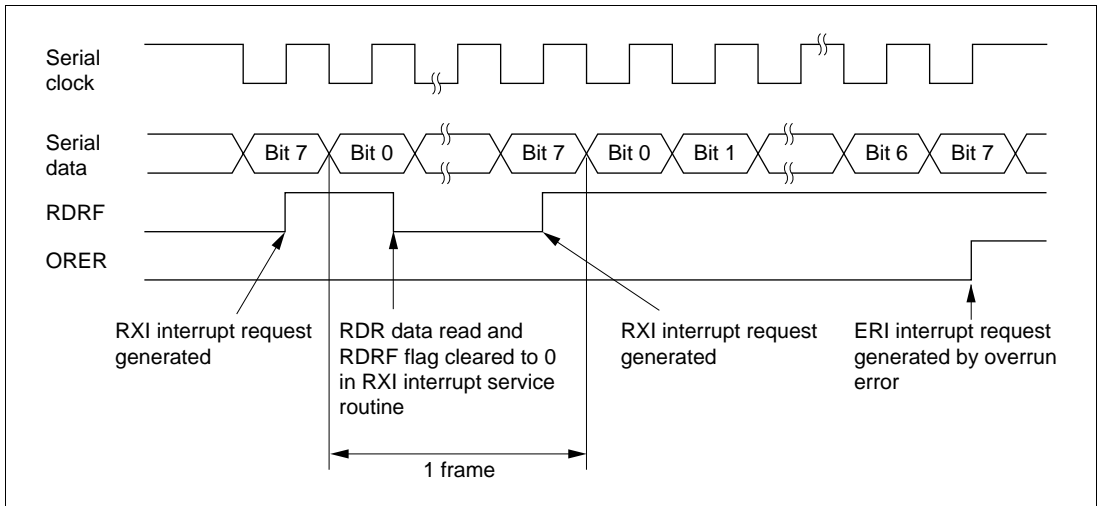 Serial
clock
Serial
data
Bit 7
Bit 0
Bit 7
Bit 0
Bit 1
Bit 6
Bit 7
RDRF
ORER
RXI interrupt request
generated
RDR data read and
RDRF flag cleared to 0
in RXI interrupt service
routine
RXI interrupt request
generated
ERI interrupt request
generated by overrun
error
1 frame